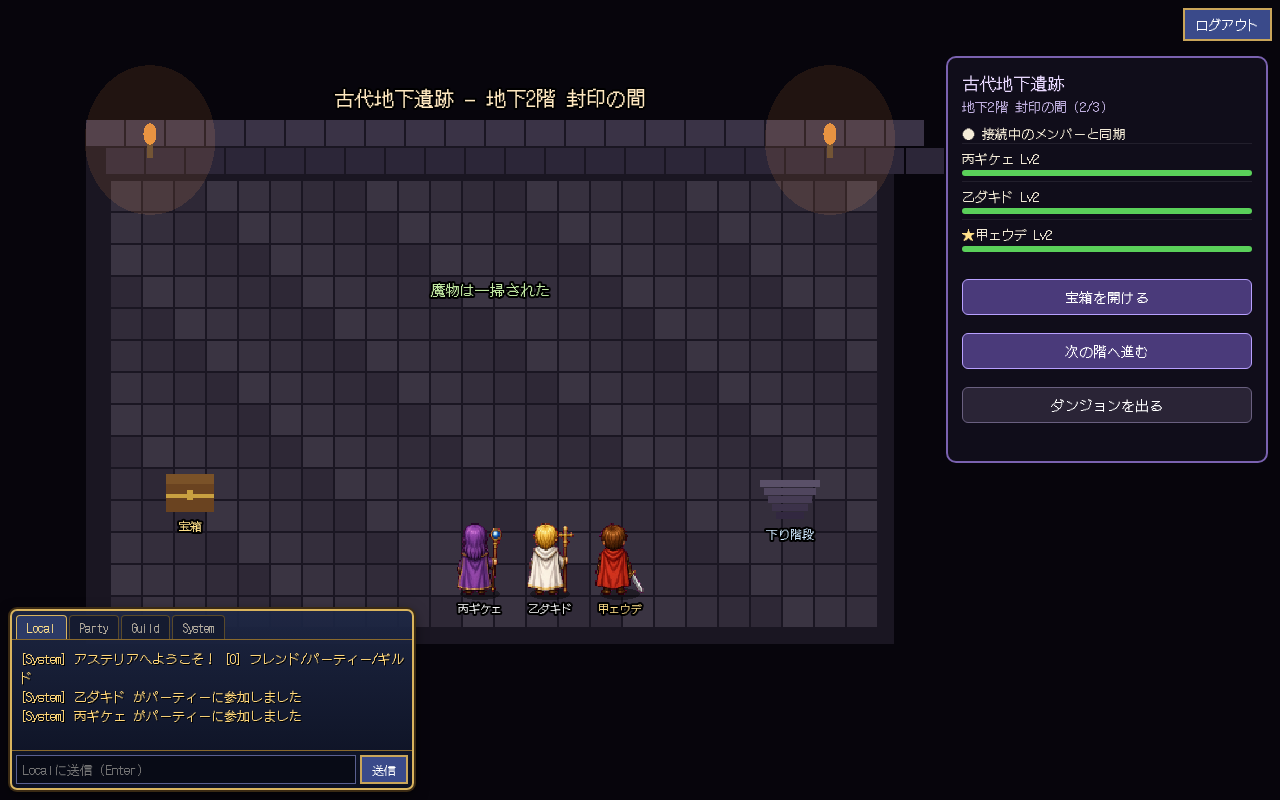 ログアウト
古代地下遺跡 – 地下2階 封印の間
魔物は一掃された
宝箱
下り階段
丙ギケェ
乙ダキド
甲ェウデ
古代地下遺跡
地下2階 封印の間 (2/3)
● 接続中のメンバーと同期
丙ギケェ Lv2
乙ダキド Lv2
★甲ェウデ Lv2
宝箱を開ける
次の階へ進む
ダンジョンを出る
Local Party Guild System
[System] アステリアへようこそ! [O] フレンド/パーティー/ギル
ド
[System] 乙ダキド がパーティーに参加しました
[System] 丙ギケェ がパーティーに参加しました
Localに送信 (Enter)
送信